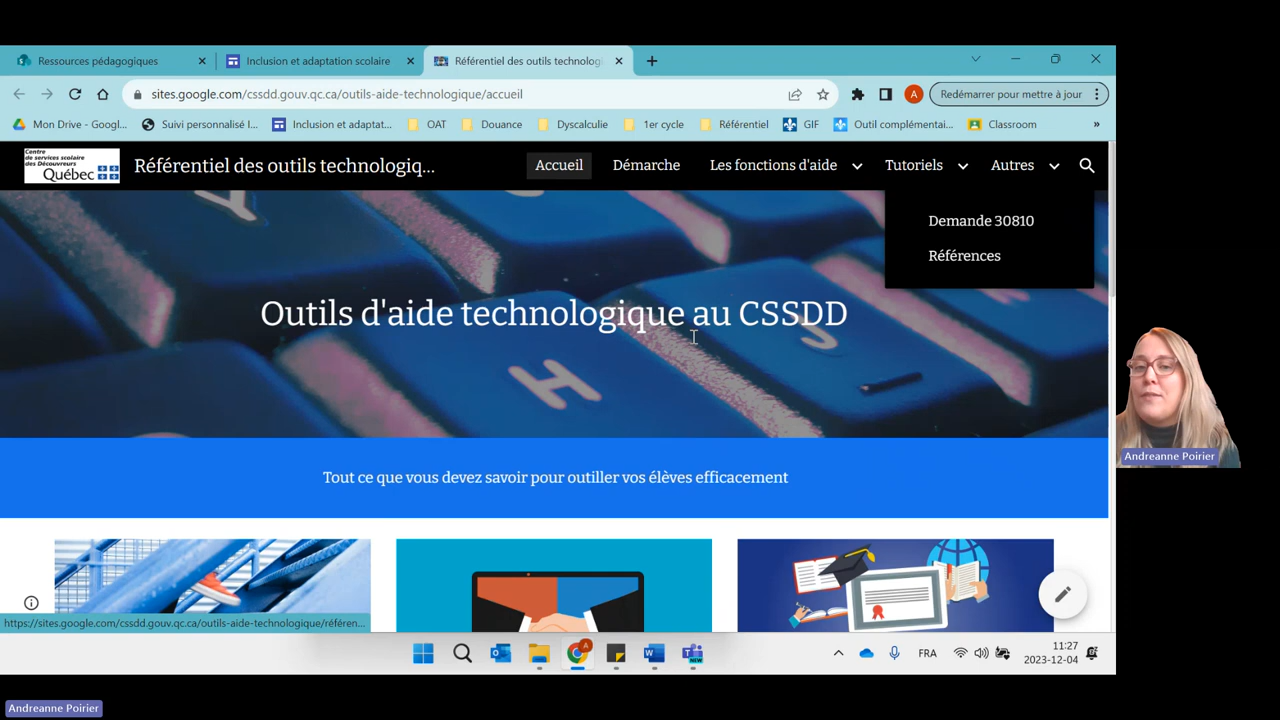 Ressources pédagogiques
Inclusion et adaptation scolaire
Référentiel des outils technolog
sites.google.com/cssdd.gouv.qc.ca/outils-aide-technologique/accueil
A
Redémarrer pour mettre à jour
Mon Drive - Googl...
Suivi personnalisé I...
Inclusion et adaptat...
OAT
Douance
Dyscalculie
1er cycle
Référentiel
GIF
Outil complémentai...
Classroom
»
Centre
de services scolaire
des Découvreurs
Québec
Référentiel des outils technologiq...
Accueil
Démarche
Les fonctions d'aide
Tutoriels
Autres
Demande 30810
Références
Outils d'aide technologique au CSSDD
H
S
Tout ce que vous devez savoir pour outiller vos élèves efficacement
Andreanne Poirier
https://sites.google.com/cssdd.gouv.qc.ca/outils-aide-technologique/référen...
A
NEW
FRA
11:27
2023-12-04
Andreanne Poirier